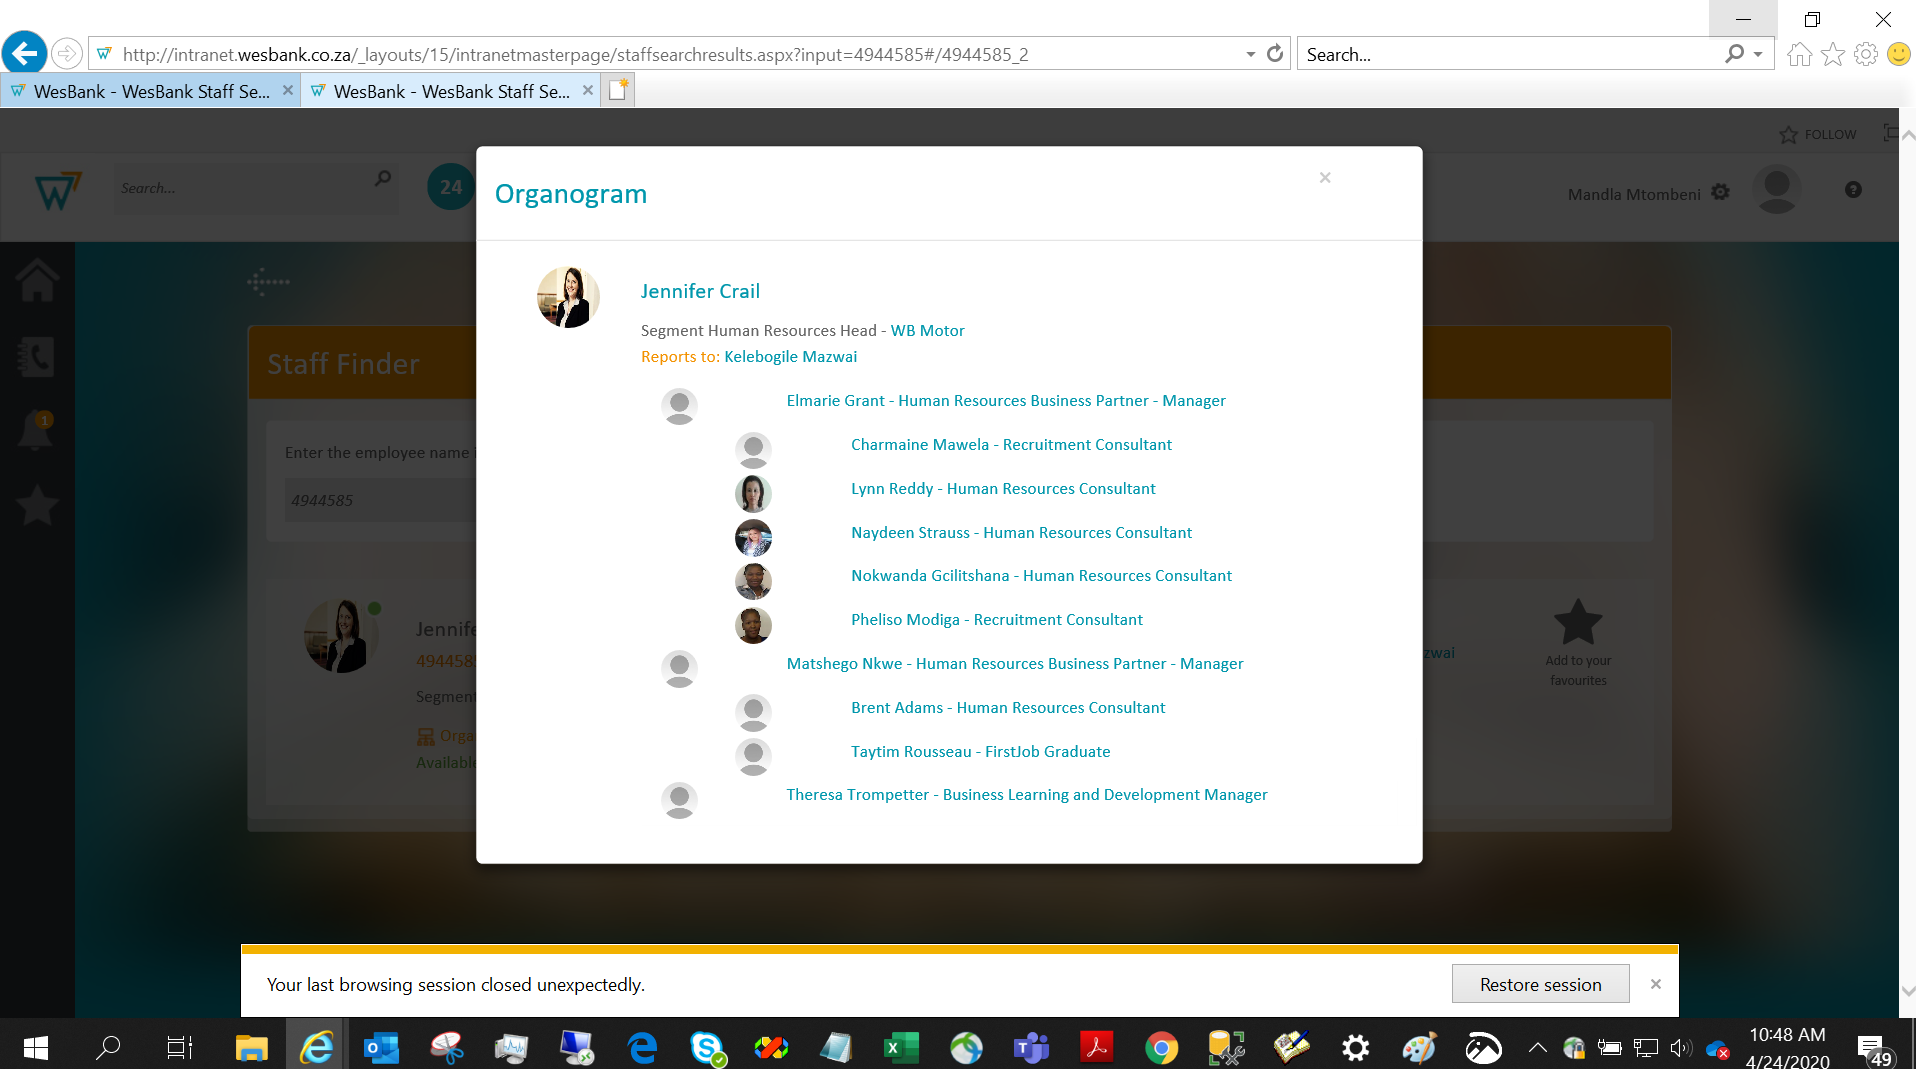 http://intranet.wesbank.co.za/_layouts/15/intranetmasterpage/staffsearchresults.aspx?input=4944585#/4944585_2
Search...
WesBank - WesBank Staff Se...
WesBank - WesBank Staff Se...
FOLLOW
Search...
24
Mandla Mtombeni
Organogram
Jennifer Crail
Segment Human Resources Head - WB Motor
Reports to: Kelebogile Mazwai
Elmarie Grant - Human Resources Business Partner - Manager
Charmaine Mawela - Recruitment Consultant
Lynn Reddy - Human Resources Consultant
Naydeen Strauss - Human Resources Consultant
Nokwanda Gcilitshana - Human Resources Consultant
Pheliso Modiga - Recruitment Consultant
Matshego Nkwe - Human Resources Business Partner - Manager
Brent Adams - Human Resources Consultant
Taytim Rousseau - FirstJob Graduate
Theresa Trompetter - Business Learning and Development Manager
Staff Finder
1
Enter the employee name
4944585
Jennife
494458
Segment
Orga
Available
zwai
Add to your
favourites
Your last browsing session closed unexpectedly.
Restore session
10:48 AM
4/24/2020
49